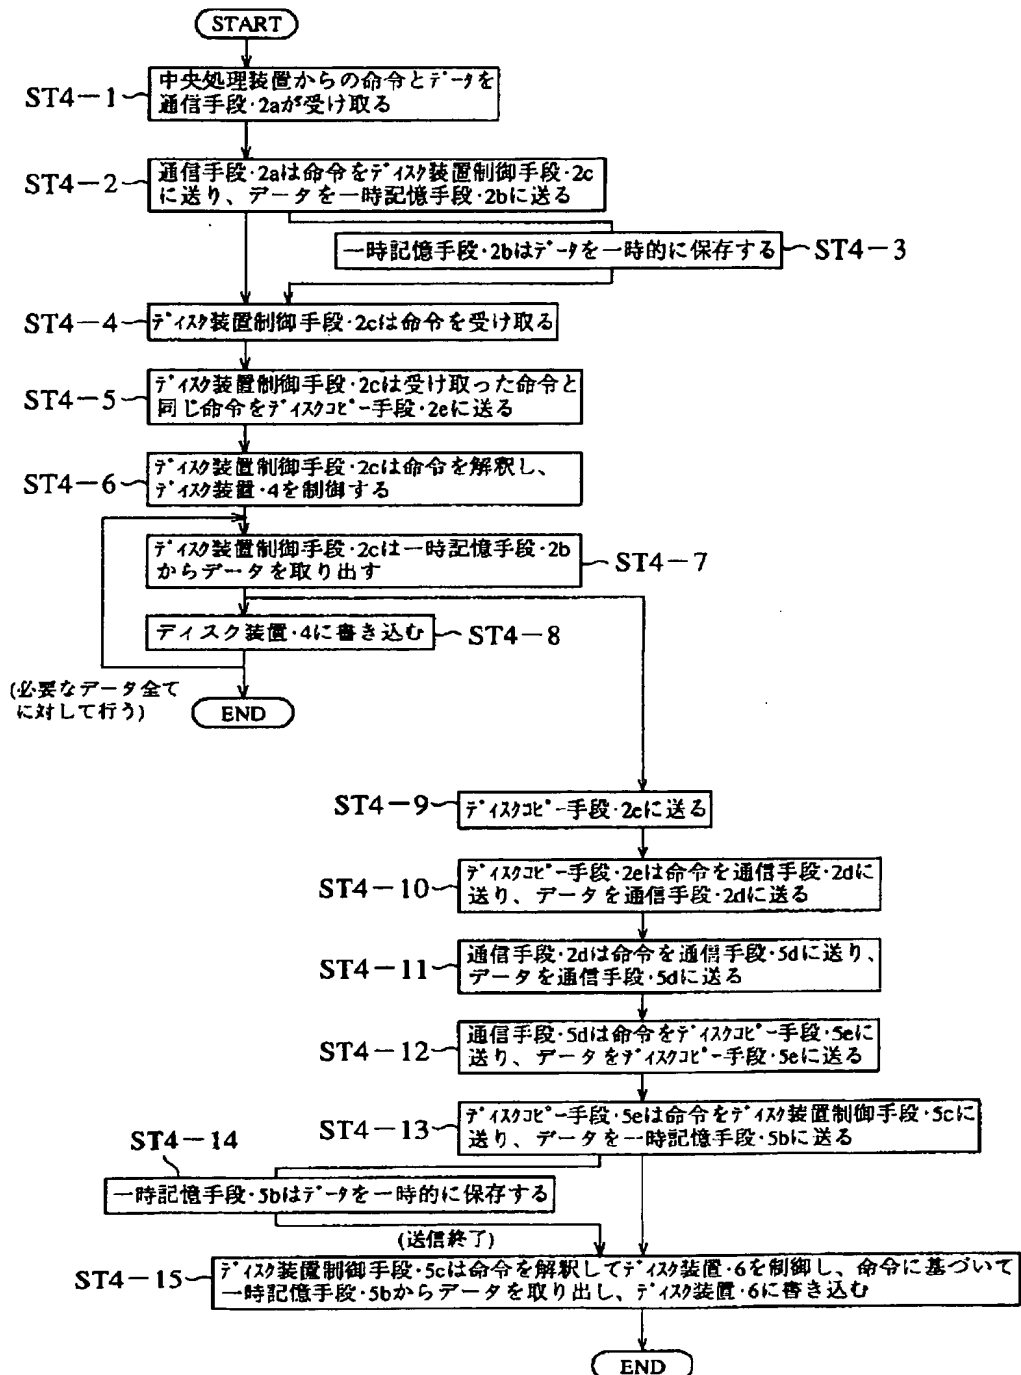 START
ST4-1
中央処理装置からの命令とデータを
通信手段・2aが受け取る
ST4-2
通信手段・2aは命令をディスク装置制御手段・2c
に送り、データを一時記憶手段・2bに送る
一時記憶手段・2bはデータを一時的に保存する
ST4-3
ST4-4
ディスク装置制御手段・2cは命令を受け取る
ST4-5
ディスク装置制御手段・2cは受け取った命令と
同じ命令をディスクコピー手段・2eに送る
ST4-6
ディスク装置制御手段・2cは命令を解釈し、
ディスク装置・4を制御する
ディスク装置制御手段・2cは一時記憶手段・2b
からデータを取り出す
ST4-7
ディスク装置・4に書き込む
ST4-8
(必要なデータ全て
に対して行う)
END
ST4-9
ディスクコピー手段・2eに送る
ST4-10
ディスクコピー手段・2eは命令を通信手段・2dに
送り、データを通信手段・2dに送る
ST4-11
通信手段・2dは命令を通信手段・5dに送り、
データを通信手段・5dに送る
ST4-12
通信手段・5dは命令をディスクコピー手段・5eに
送り、データをディスクコピー手段・5eに送る
ST4-13
ディスクコピー手段・5eは命令をディスク装置制御手段・5cに
送り、データを一時記憶手段・5bに送る
ST4-14
一時記憶手段・5bはデータを一時的に保存する
(送信終了)
ST4-15
ディスク装置制御手段・5cは命令を解釈してディスク装置・6を制御し、命令に基づいて
一時記憶手段・5bからデータを取り出し、ディスク装置・6に書き込む
END